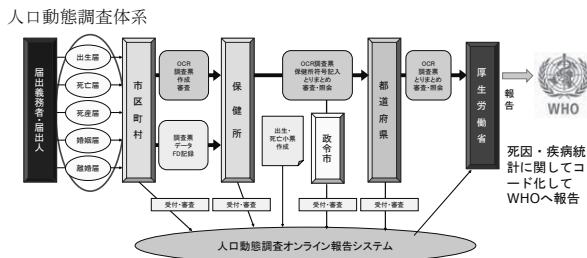 人口動態調査体系
届出義務者・届出人
出生届
死亡届
死産届
婚姻届
離婚届
市区町村
OCR
調査票
作成
審査
調査票
データ
FD記録
保健所
OCR調査票
保健所符号記入
とりまとめ
審査・照会
出生・
死亡小票
作成
政令市
都道府県
OCR調査票
とりまとめ
審査・照会
厚生労働省
報告
WHO
死因・疾病統
計に関してコ
ード化して
WHOへ報告
受付・審査
受付・審査
受付・審査
受付・審査
人口動態調査オンライン報告システム